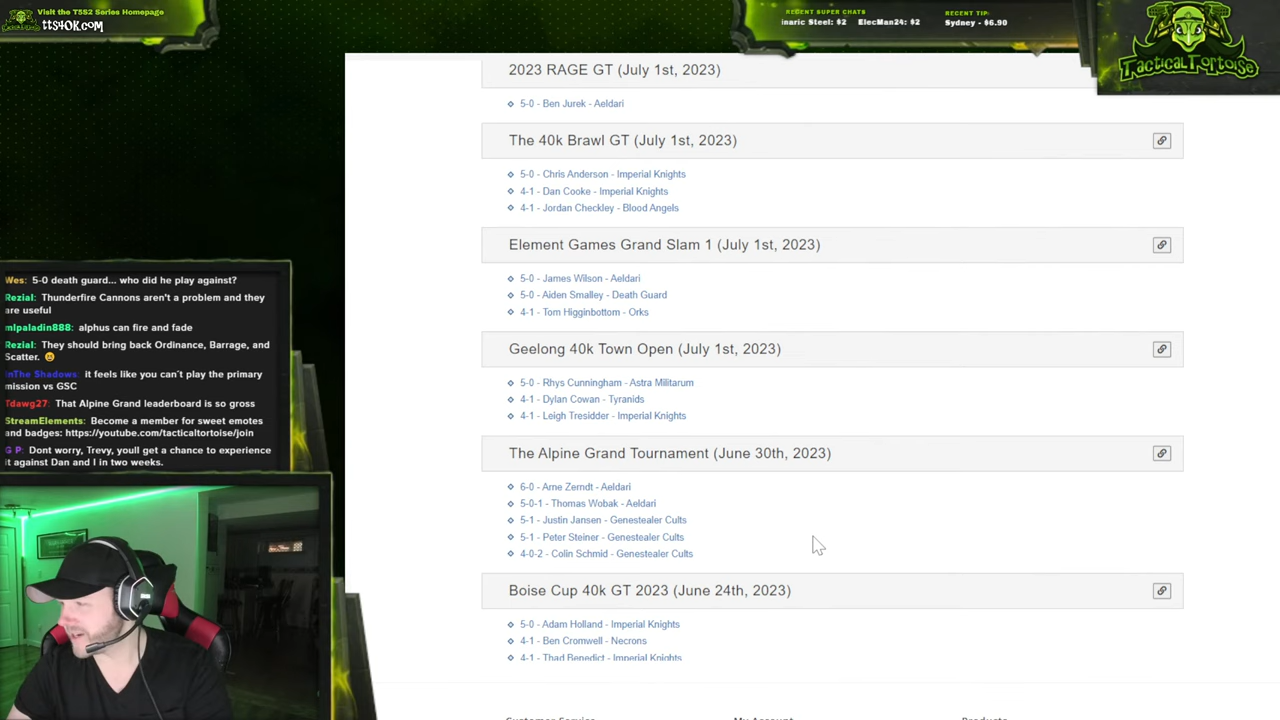 Visit the T5S2 Series Homepage
tts40k.com
RECENT SUPER CHATS
inaric Steel: $2 ElecMan24: $2
RECENT TIP:
Sydney - $6.90
TacticalTortoise
2023 RAGE GT (July 1st, 2023)
5-0 - Ben Jurek - Aeldari
The 40k Brawl GT (July 1st, 2023)
5-0 - Chris Anderson - Imperial Knights
4-1 - Dan Cooke - Imperial Knights
4-1 - Jordan Checkley - Blood Angels
Element Games Grand Slam 1 (July 1st, 2023)
5-0 - James Wilson - Aeldari
5-0 - Aiden Smalley - Death Guard
4-1 - Tom Higginbottom - Orks
Geelong 40k Town Open (July 1st, 2023)
5-0 - Rhys Cunningham - Astra Militarum
4-1 - Dylan Cowan - Tyranids
4-1 - Leigh Tresidder - Imperial Knights
The Alpine Grand Tournament (June 30th, 2023)
6-0 - Arne Zerndt - Aeldari
5-0-1 - Thomas Wobak - Aeldari
5-1 - Justin Jansen - Genestealer Cults
5-1 - Peter Steiner - Genestealer Cults
4-0-2 - Colin Schmid - Genestealer Cults
Boise Cup 40k GT 2023 (June 24th, 2023)
5-0 - Adam Holland - Imperial Knights
4-1 - Ben Cromwell - Necrons
4-1 - Thad Benedict - Imperial Knights
Customer Service
My Account
Products
Wes: 5-0 death guard... who did he play against?
Rezial: Thunderfire Cannons aren't a problem and they
are useful
mlpaladin888: alphus can fire and fade
Rezial: They should bring back Ordinance, Barrage, and
Scatter.
InThe Shadows: it feels like you can't play the primary
mission vs GSC
Tdawg27: That Alpine Grand leaderboard is so gross
StreamElements: Become a member for sweet emotes
and badges: https://youtube.com/tacticaltortoise/join
G P: Dont worry, Trevy, youll get a chance to experience
it against Dan and I in two weeks.